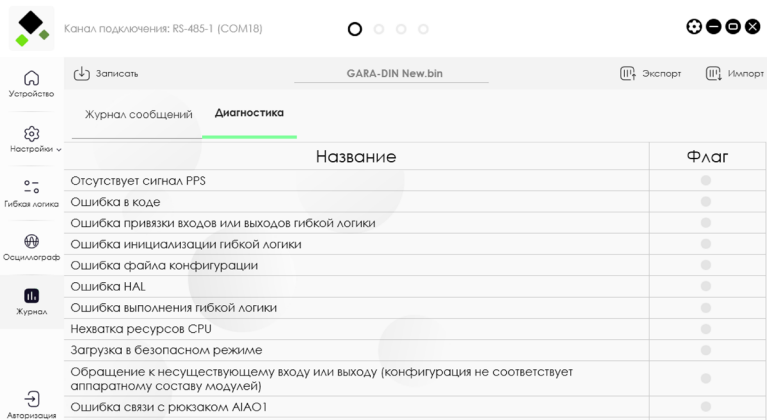 Канал подключения: RS-485-1 (COM18)
Записать
GARA-DIN New.bin
Экспорт
Импорт
Устройство
Настройки
Гибкая логика
Осциллограф
Журнал
Авторизация
Журнал сообщений
Диагностика
Название
Флаг
Отсутствует сигнал PPS
Ошибка в коде
Ошибка привязки входов или выходов гибкой логики
Ошибка инициализации гибкой логики
Ошибка файла конфигурации
Ошибка HAL
Ошибка выполнения гибкой логики
Нехватка ресурсов CPU
Загрузка в безопасном режиме
Обращение к несуществующему входу или выходу (конфигурация не соответствует
аппаратному составу модулей)
Ошибка связи с рюкзаком AIAO1